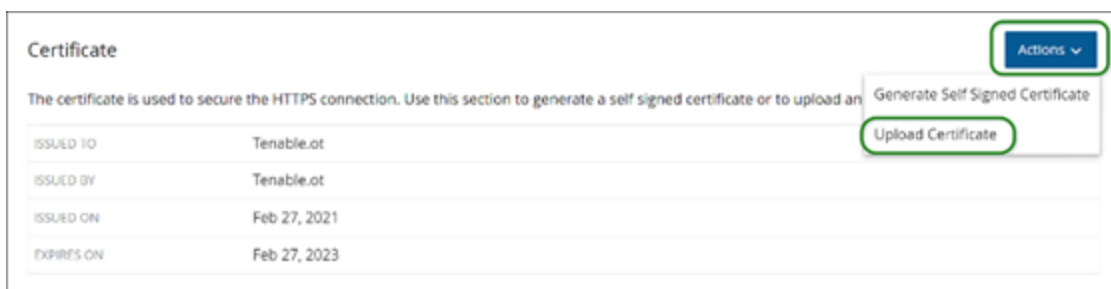 Certificate
Actions
The certificate is used to secure the HTTPS connection. Use this section to generate a self signed certificate or to upload an
Generate Self Signed Certificate
Upload Certificate
ISSUED TO Tenable.ot
ISSUED BY Tenable.ot
ISSUED ON Feb 27, 2021
EXPIRES ON Feb 27, 2023